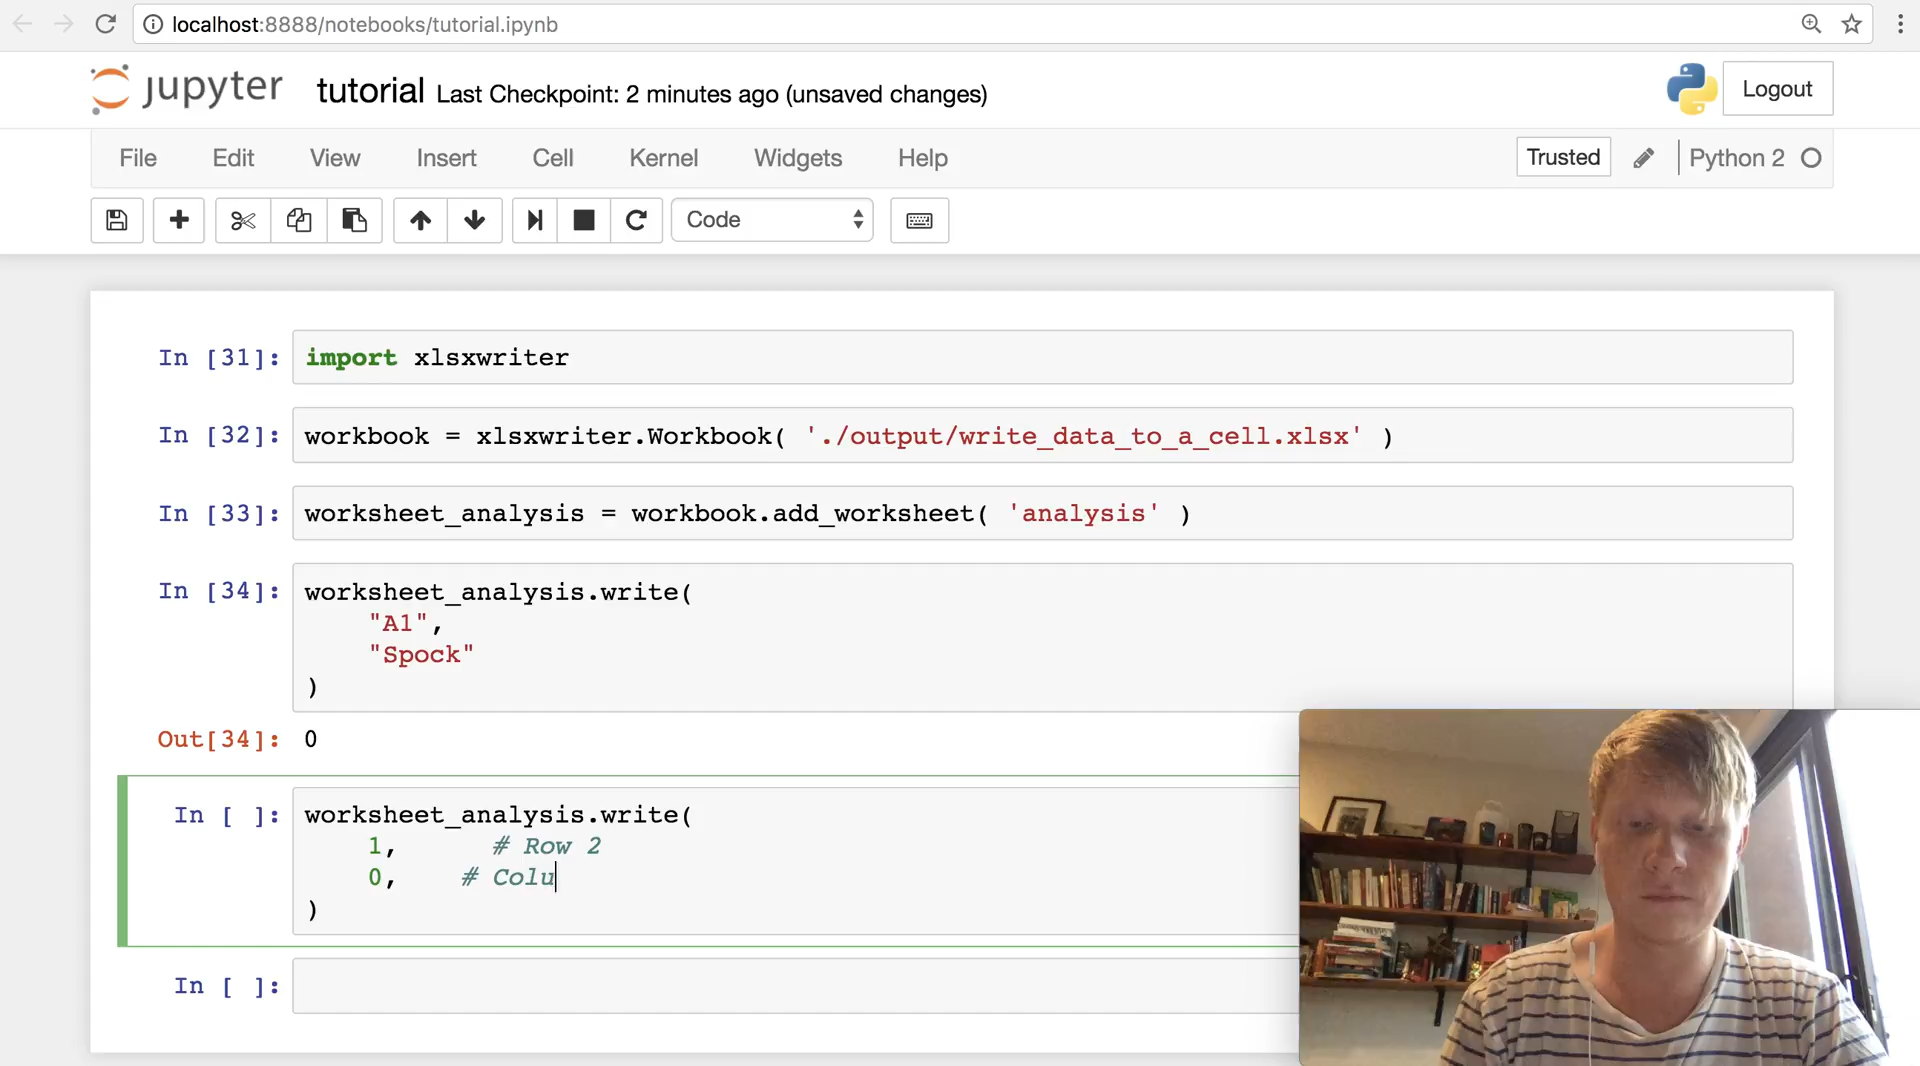 localhost:8888/notebooks/tutorial.ipynb
jupyter tutorial Last Checkpoint: 2 minutes ago (unsaved changes) Logout
File Edit View Insert Cell Kernel Widgets Help Trusted Python 2
Code
In [31]: import xlsxwriter
In [32]: workbook = xlsxwriter.Workbook( './output/write_data_to_a_cell.xlsx' )
In [33]: worksheet_analysis = workbook.add_worksheet( 'analysis' )
In [34]: worksheet_analysis.write(
"A1",
"Spock"
)
Out[34]: 0
In [ ]: worksheet_analysis.write(
1, # Row 2
0, # Colu
)
In [ ]: